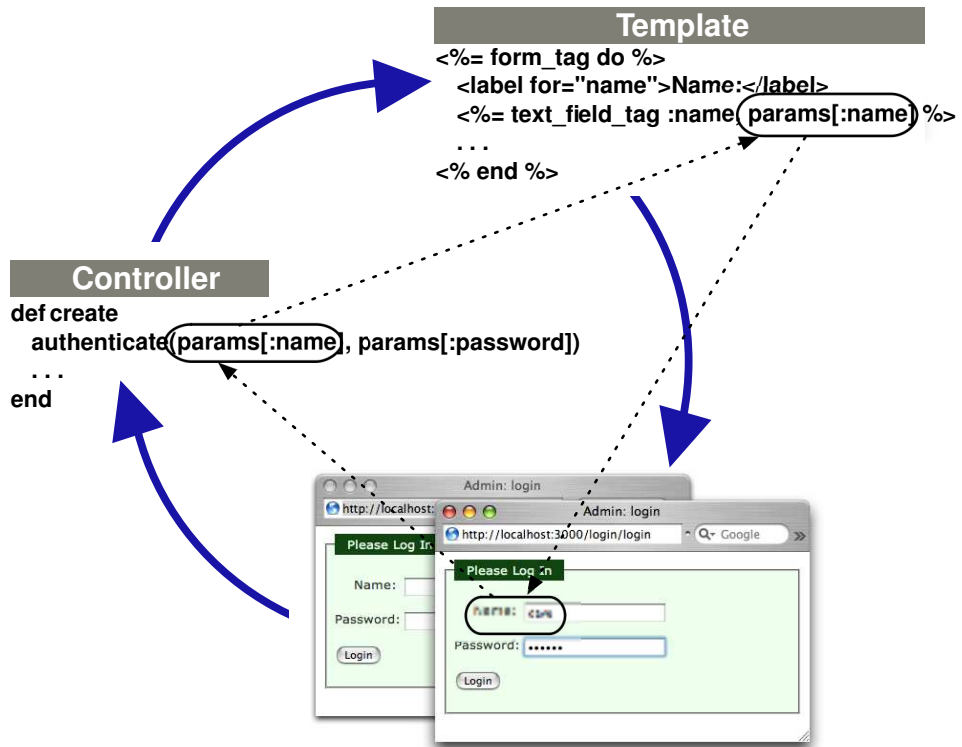 Template
<%= form_tag do %>
<label for="name">Name:</label>
<%= text_field_tag :name, params[:name] %>
. . .
<% end %>
Controller
def create
authenticate(params[:name], params[:password])
. . .
end
Admin: login
http://localhost:
Please Log In
Name:
Password:
Login
Admin: login
http://localhost:3000/login/login
Google
Please Log In
Name:
Password: ••••••
Login